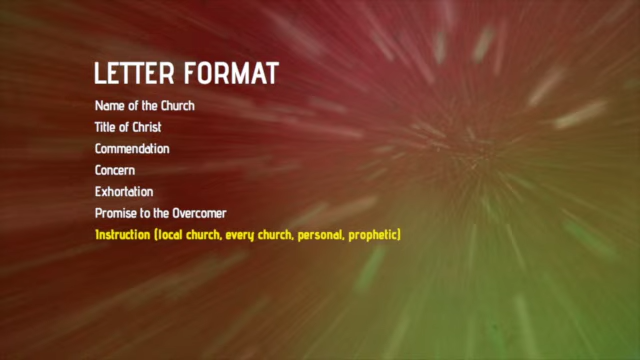 LETTER FORMAT
Name of the Church
Title of Christ
Commendation
Concern
Exhortation
Promise to the Overcomer
Instruction (local church, every church, personal, prophetic)